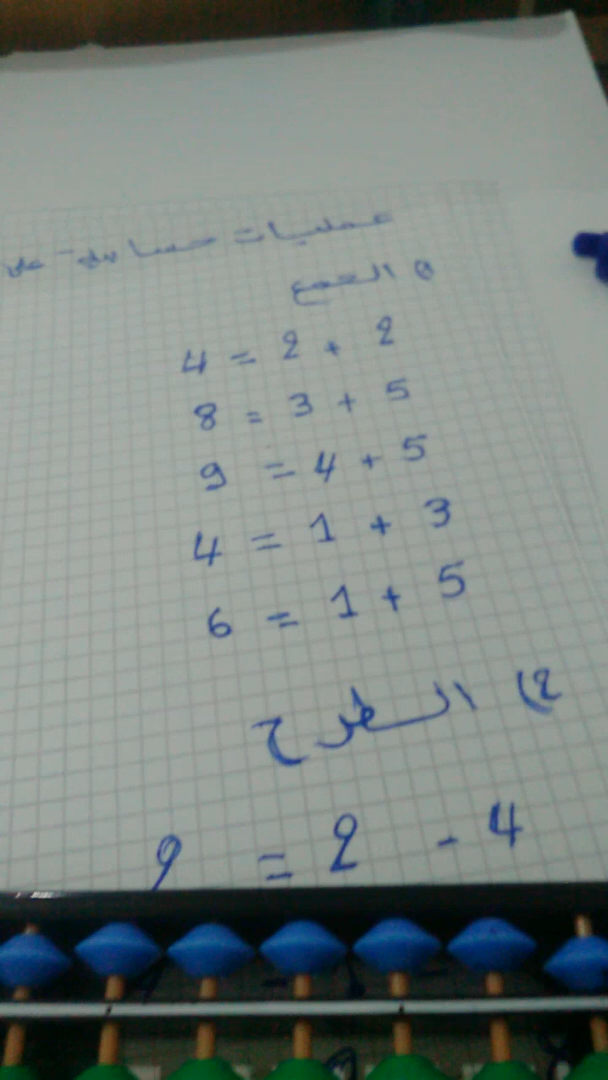 عمليات حسابية على
1) الجمع
4 = 2 + 2
8 = 3 + 5
9 = 4 + 5
4 = 1 + 3
6 = 1 + 5
2) الطرح
2 = 2 - 4